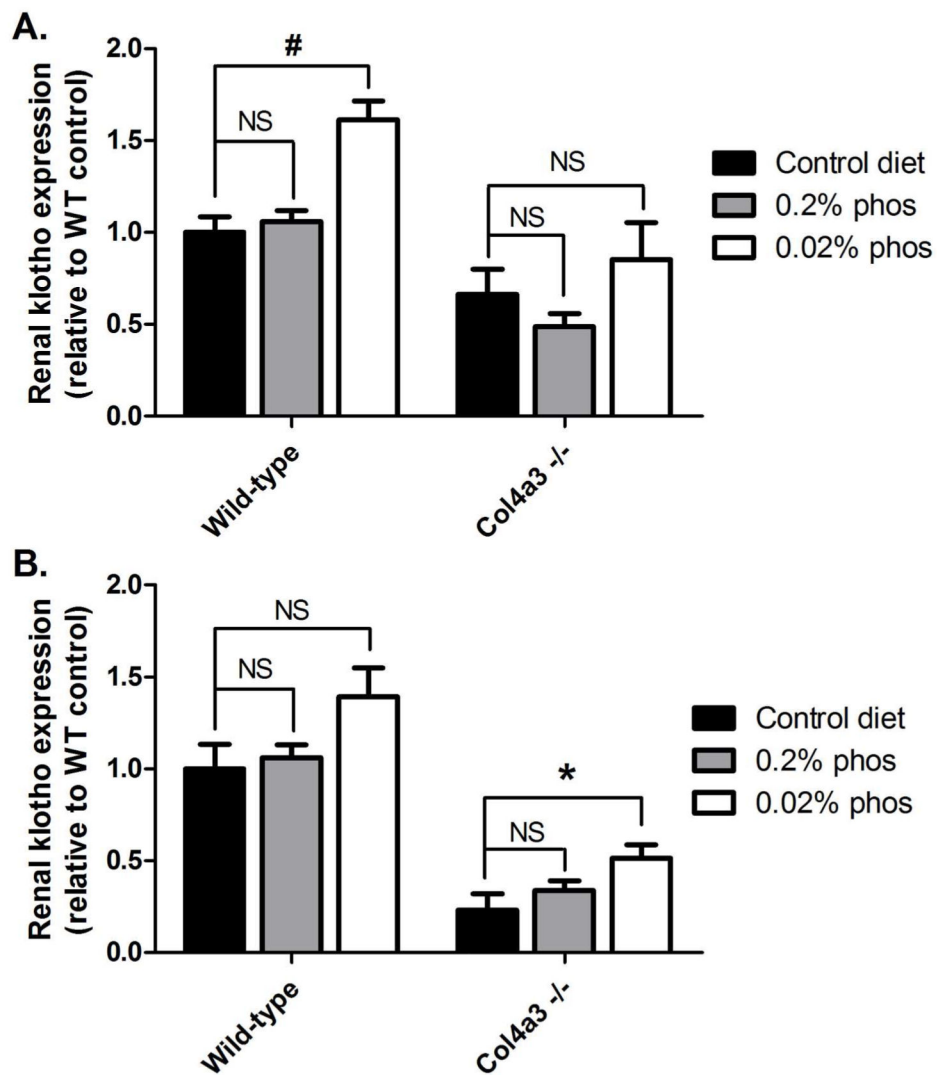 A.
Renal klotho expression
(relative to WT control)
2.0
1.5
1.0
0.5
0.0
#
NS
NS
NS
Control diet
0.2% phos
0.02% phos
Wild-type
Col4a3 -/-
B.
Renal klotho expression
(relative to WT control)
2.0
1.5
1.0
0.5
0.0
NS
NS
*
NS
Control diet
0.2% phos
0.02% phos
Wild-type
Col4a3 -/-